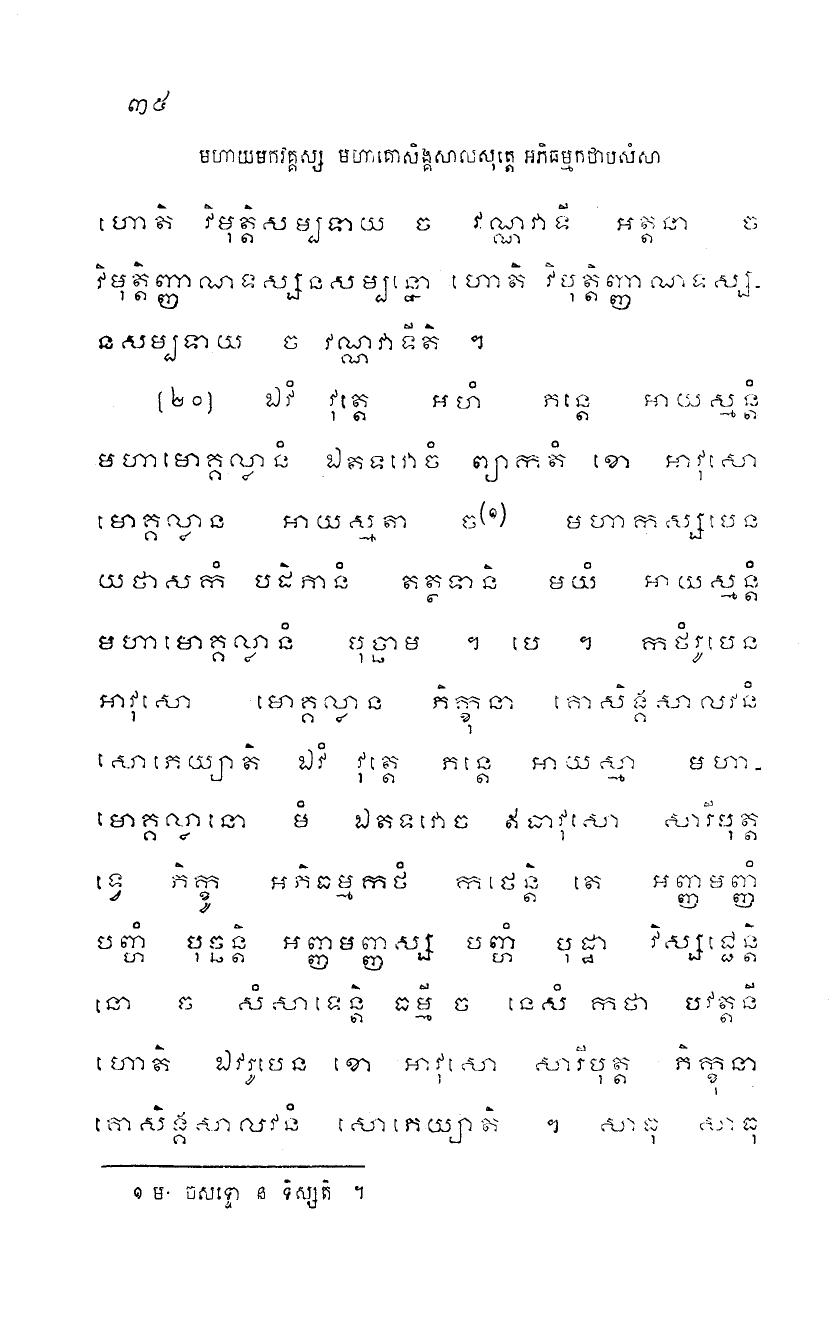 ៣៥
មហាយមកវគ្គស្ស មហាគោសិង្គសាលសុត្តេ អភិធម្មកថាបសំសា
ហោតិ វិមុត្តិសម្បទាយ ច វណ្ណវាទី អត្តនា ច
វិមុត្តិញ្ញាណទស្សនសម្បន្នោ ហោតិ វិមុត្តិញ្ញាណទស្ស-
នសម្បទាយ ច វណ្ណវាទីតិ ។
(២០) ឯវំ វុត្តេ អហំ ភន្តេ អាយស្មន្តំ
មហាមោគ្គល្លានំ ឯតទវោចំ ព្យាកតំ ខោ អាវុសោ
មោគ្គល្លាន អាយស្មតា ច(១) មហាកស្សបេន
យថាសកំ បដិភានំ តត្ថទានិ មយំ អាយស្មន្តំ
មហាមោគ្គល្លានំ បុច្ឆាម ។ បេ ។ កថំរូបេន
អាវុសោ មោគ្គល្លាន ភិក្ខុនា គោសិង្គសាលវនំ
សោភេយ្យាតិ ឯវំ វុត្តេ ភន្តេ អាយស្មា មហា-
មោគ្គល្លានោ មំ ឯតទវោច ឥធាវុសោ សារីបុត្ត
ទ្វេ ភិក្ខូ អភិធម្មកថំ កថេន្តិ តេ អញ្ញមញ្ញំ
បញ្ហំ បុច្ឆន្តិ អញ្ញមញ្ញស្ស បញ្ហំ បុដ្ឋា វិស្សជ្ជេន្តិ
នោ ច សំសាទេន្តិ ធម្មី ច នេសំ កថា បវត្តនី
ហោតិ ឯវរូបេន ខោ អាវុសោ សារីបុត្ត ភិក្ខុនា
គោសិង្គសាលវនំ សោភេយ្យាតិ ។ សាធុ សាធុ
១ ម. ចសទ្ទោ ន ទិស្សតិ ។